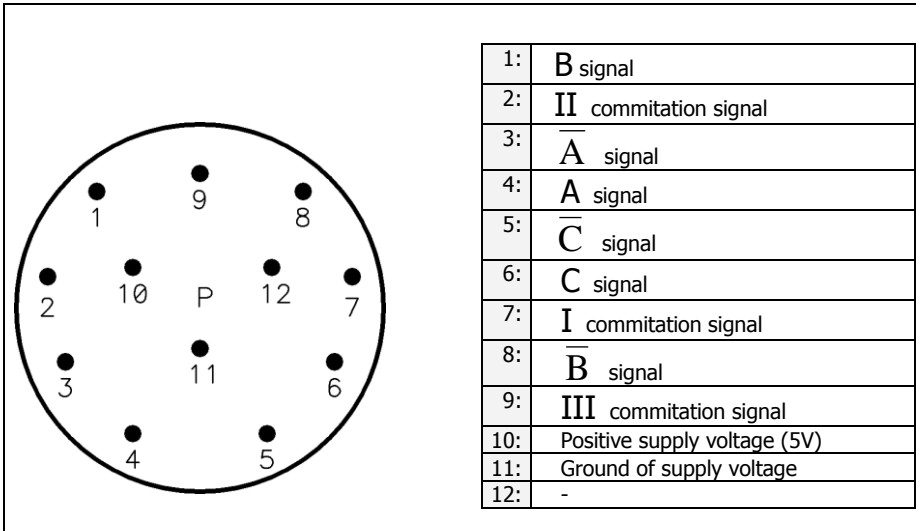 9
1
8
10
P
12
2
7
11
3
6
4
5
1: B signal
2: II commitation signal
3: A̅ signal
4: A signal
5: C̅ signal
6: C signal
7: I commitation signal
8: B̅ signal
9: III commitation signal
10: Positive supply voltage (5V)
11: Ground of supply voltage
12: -